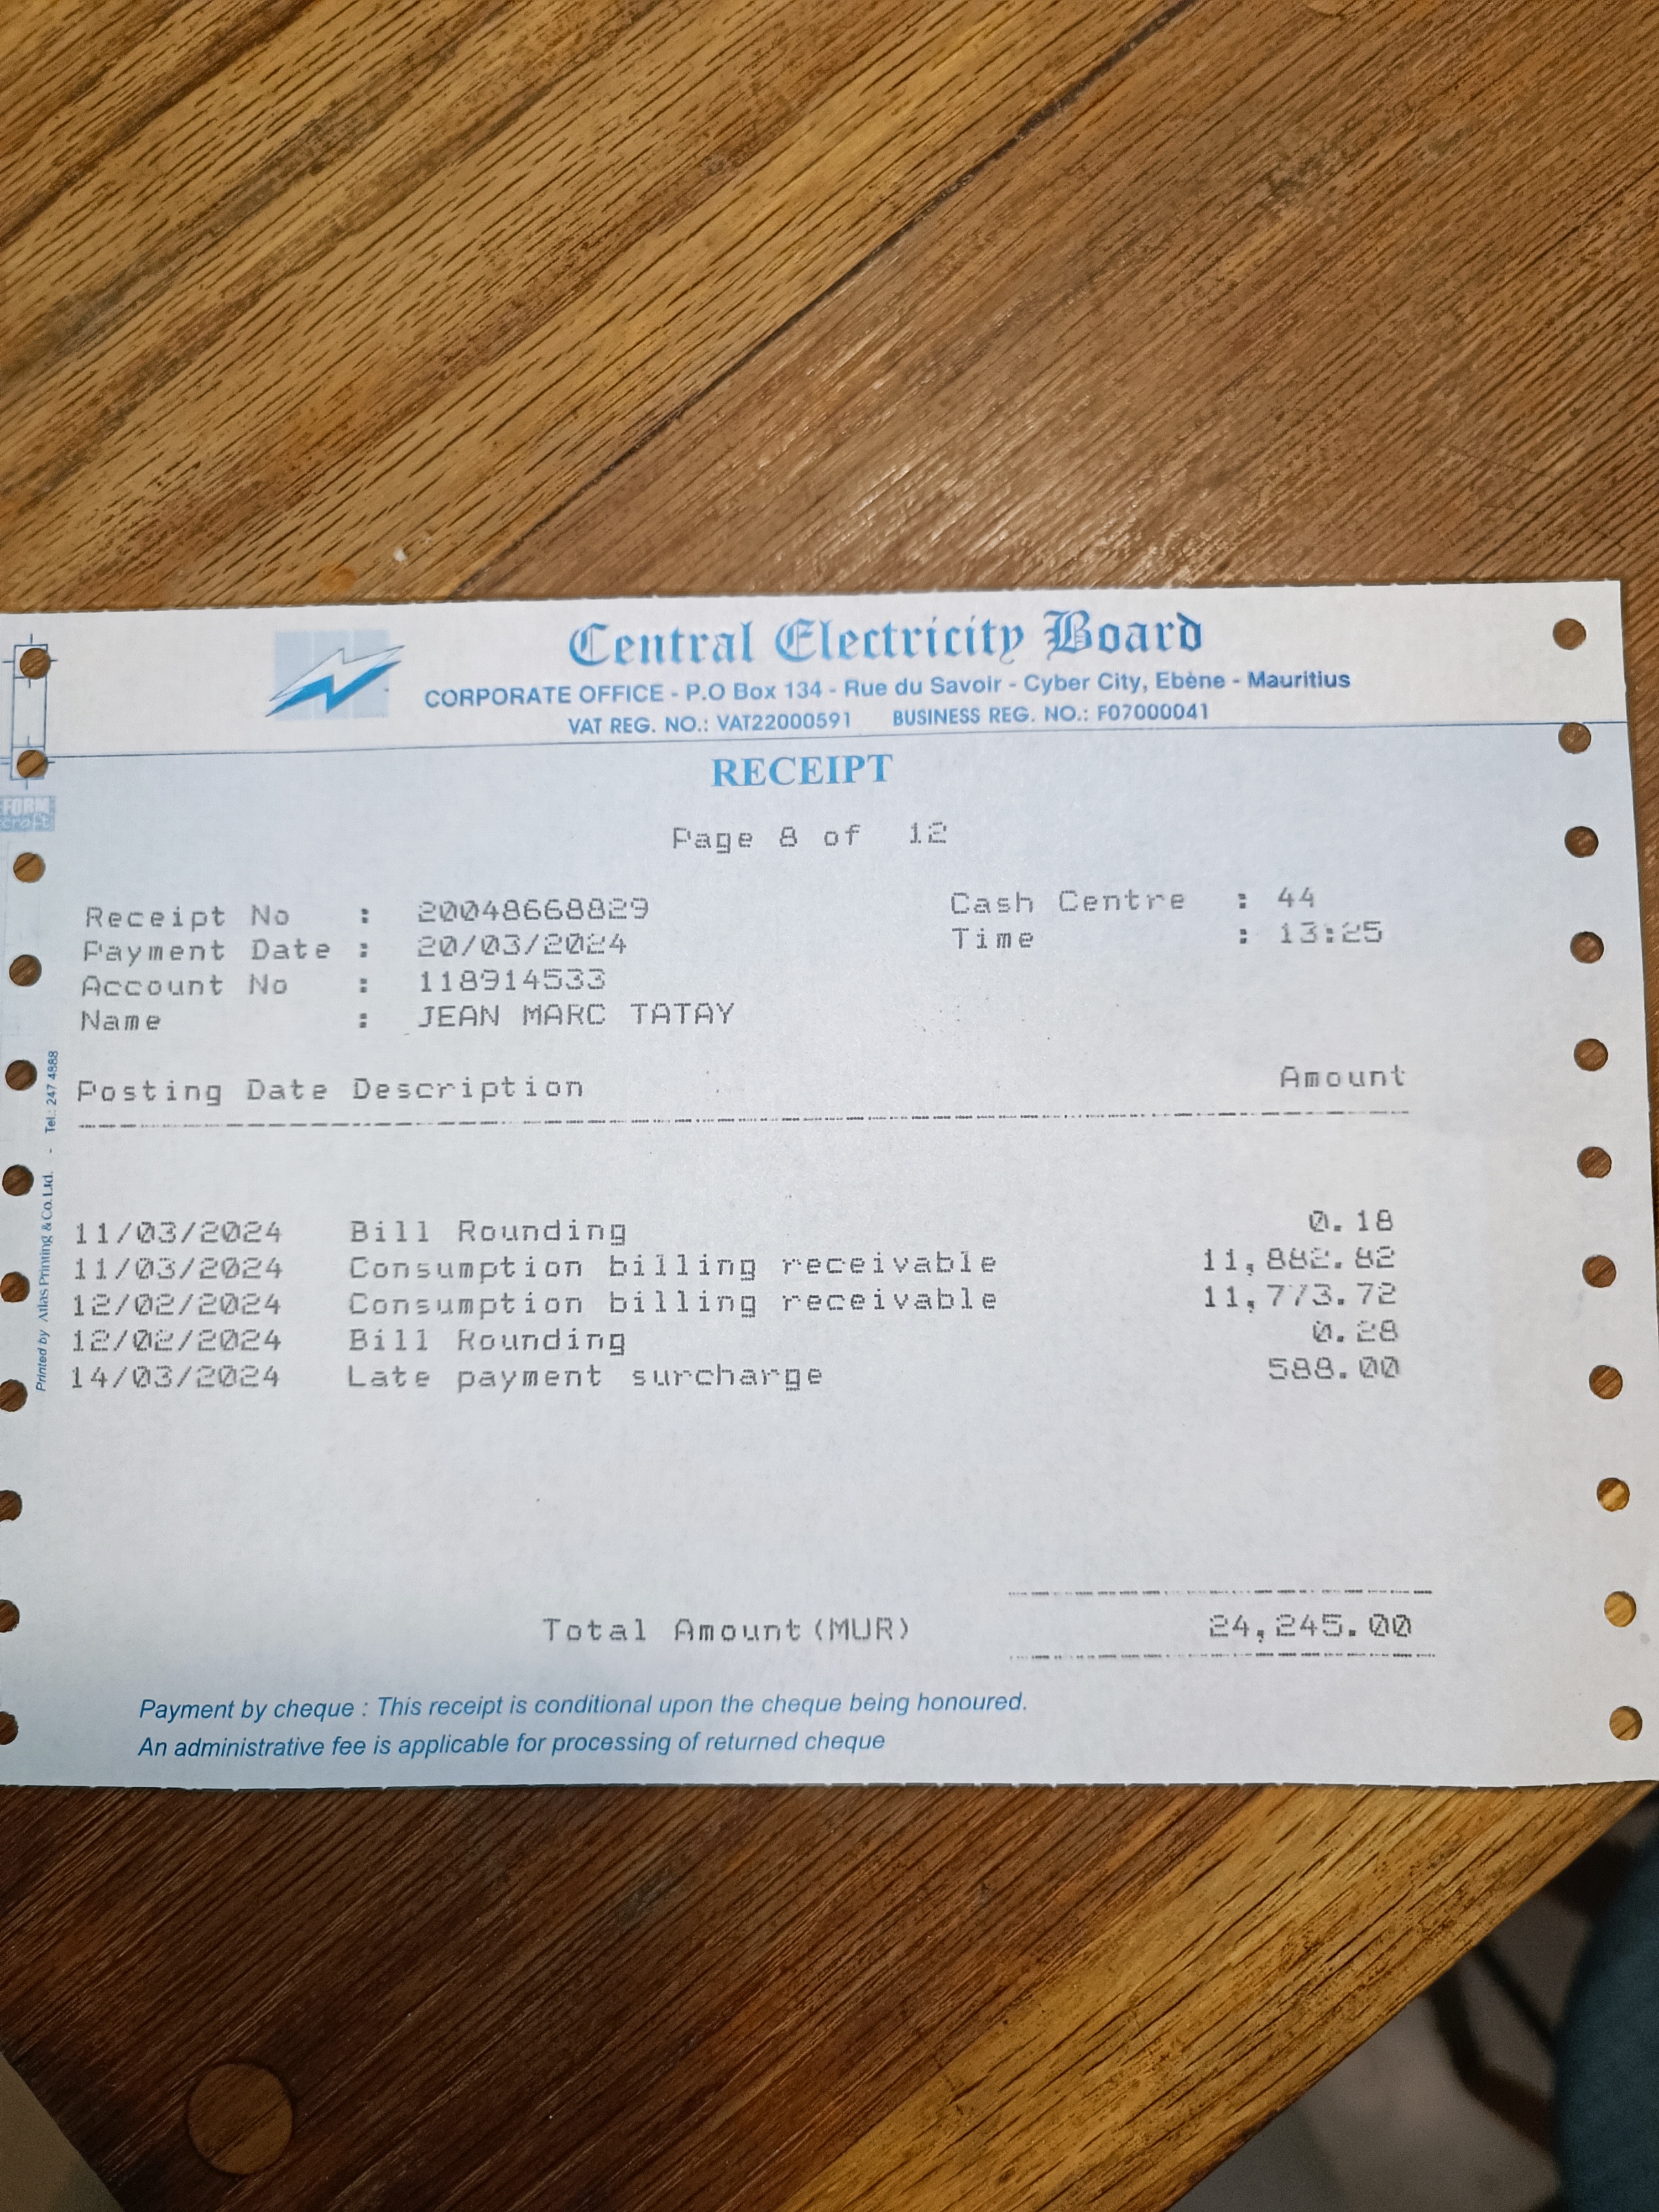 Central Electricity Board
CORPORATE OFFICE - P.O Box 134 - Rue du Savoir - Cyber City, Ebène - Mauritius
VAT REG. NO.: VAT22000591 BUSINESS REG. NO.: F07000041
RECEIPT
FORM
craft
Page 8 of 12
Receipt No : 20048668829 Cash Centre : 44
Payment Date : 20/03/2024 Time : 13:25
Account No : 118914533
Name : JEAN MARC TATAY
Posting Date Description Amount
11/03/2024 Bill Rounding 0.18
11/03/2024 Consumption billing receivable 11,882.82
12/02/2024 Consumption billing receivable 11,773.72
12/02/2024 Bill Rounding 0.28
14/03/2024 Late payment surcharge 588.00
Total Amount(MUR) 24,245.00
Payment by cheque : This receipt is conditional upon the cheque being honoured.
An administrative fee is applicable for processing of returned cheque
Printed by Atlas Printing & Co. Ltd. - Tel.: 247 4888